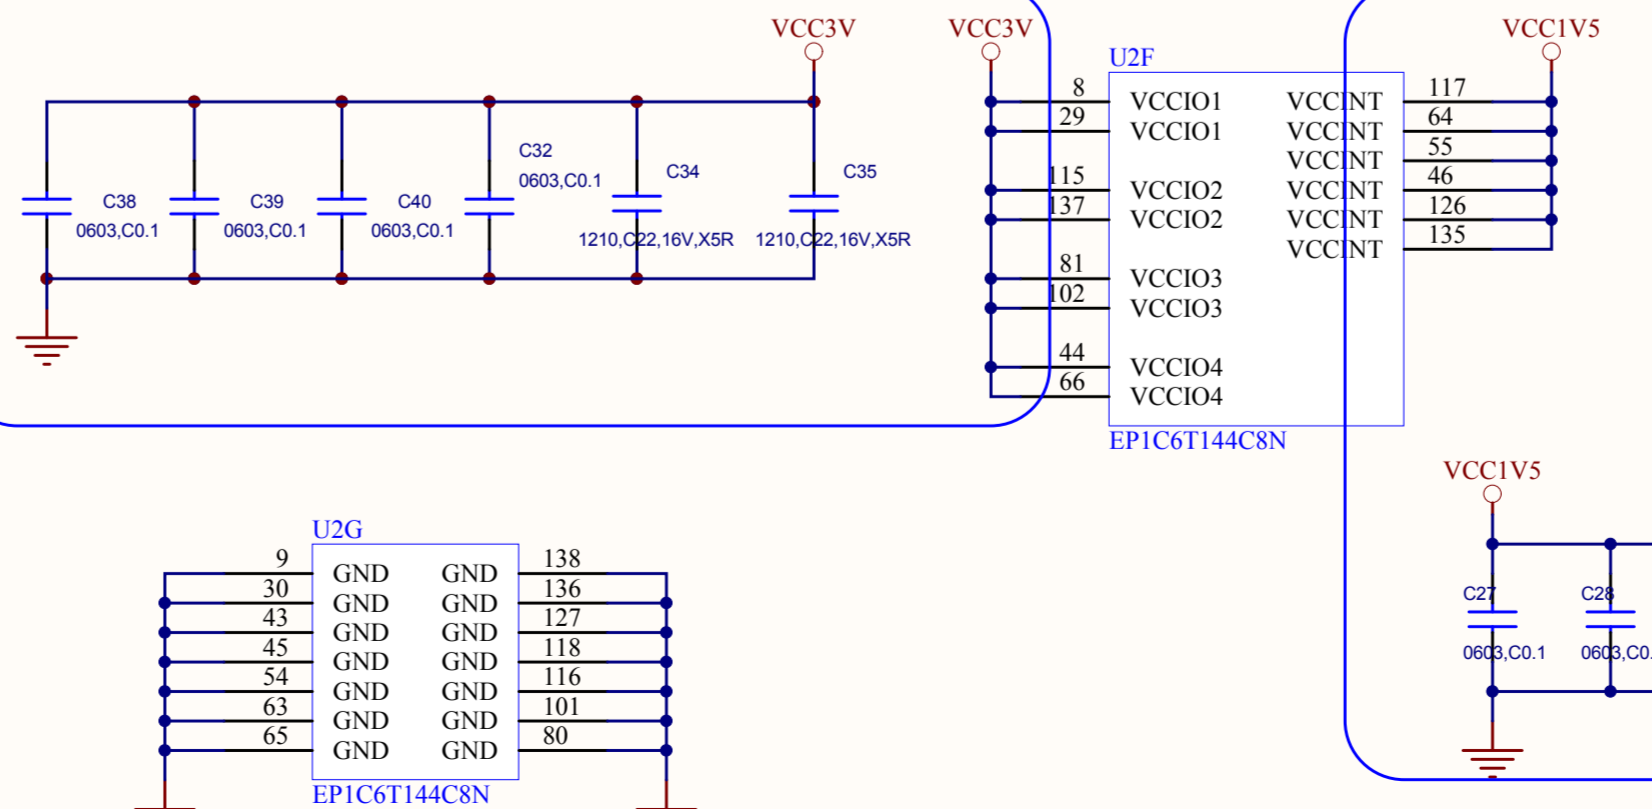 VCC3V
VCC3V
VCC1V5
U2F
8 VCCIO1 VCCINT 117
29 VCCIO1 VCCINT 64
VCCINT 55
115 VCCIO2 VCCINT 46
137 VCCIO2 VCCINT 126
VCCINT 135
81 VCCIO3
102 VCCIO3
44 VCCIO4
66 VCCIO4
EP1C6T144C8N
C38
0603,C0.1
C39
0603,C0.1
C40
0603,C0.1
C32
0603,C0.1
C34
1210,C22,16V,X5R
C35
1210,C22,16V,X5R
U2G
9 GND GND 138
30 GND GND 136
43 GND GND 127
45 GND GND 118
54 GND GND 116
63 GND GND 101
65 GND GND 80
EP1C6T144C8N
VCC1V5
C27
0603,C0.1
C28
0603,C0.